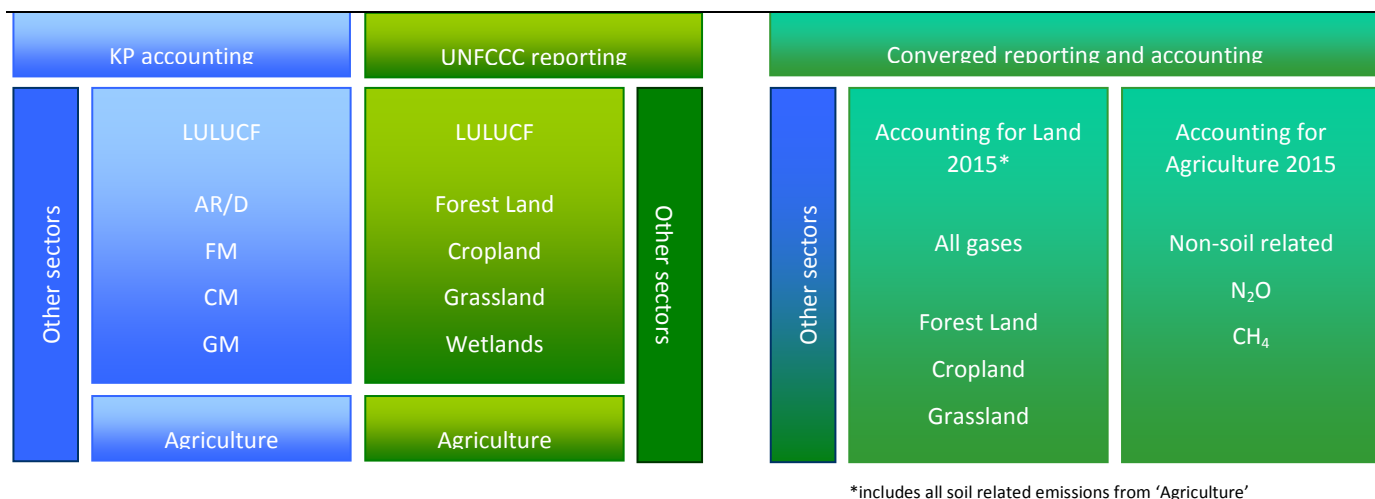 KP accounting
UNFCCC reporting
Converged reporting and accounting
Other sectors
LULUCF
AR/D
FM
CM
GM
Agriculture
LULUCF
Forest Land
Cropland
Grassland
Wetlands
Agriculture
Other sectors
Other sectors
Accounting for Land
2015*
All gases
Forest Land
Cropland
Grassland
Accounting for
Agriculture 2015
Non-soil related
N₂O
CH₄
*includes all soil related emissions from ‘Agriculture’